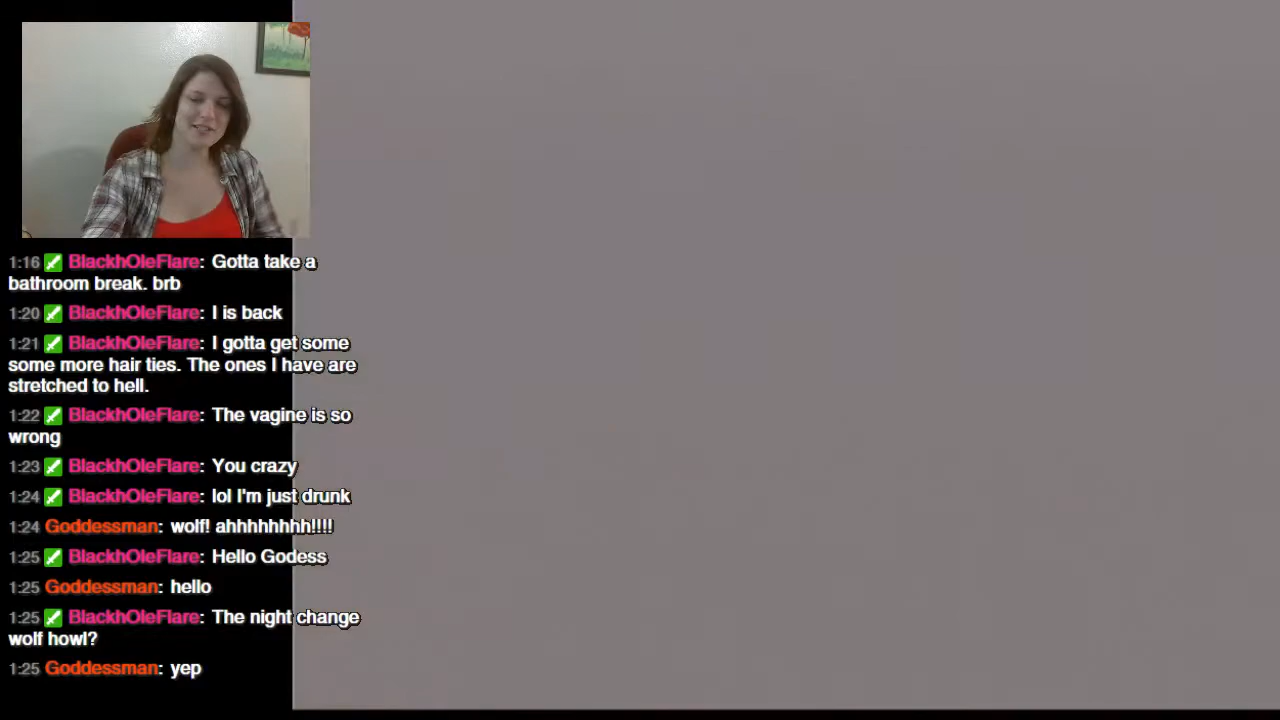 1:16 BlackhOleFlare: Gotta take a
bathroom break. brb
1:20 BlackhOleFlare: I is back
1:21 BlackhOleFlare: I gotta get some
some more hair ties. The ones I have are
stretched to hell.
1:22 BlackhOleFlare: The vagine is so
wrong
1:23 BlackhOleFlare: You crazy
1:24 BlackhOleFlare: lol I'm just drunk
1:24 Goddessman: wolf! ahhhhhhhh!!!!
1:25 BlackhOleFlare: Hello Godess
1:25 Goddessman: hello
1:25 BlackhOleFlare: The night change
wolf howl?
1:25 Goddessman: yep